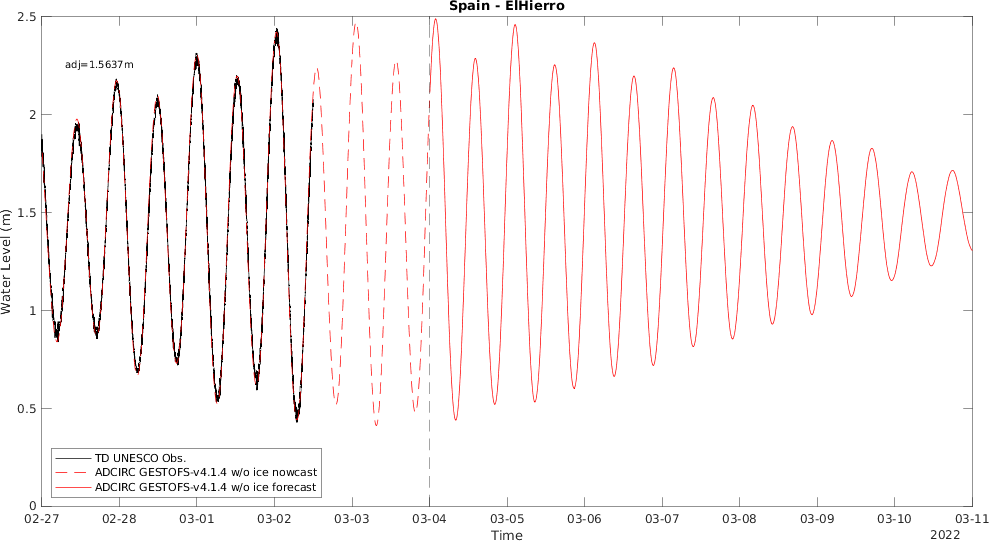 Spain - ElHierro
adj=1.5637m
2.5
2
1.5
1
0.5
0
Water Level (m)
TD UNESCO Obs.
ADCIRC GESTOFS-v4.1.4 w/o ice nowcast
ADCIRC GESTOFS-v4.1.4 w/o ice forecast
02-27 02-28 03-01 03-02 03-03 03-04 03-05 03-06 03-07 03-08 03-09 03-10 03-11
Time
2022